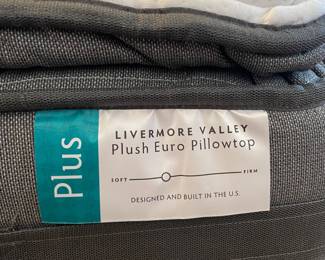 Plus
LIVERMORE VALLEY
Plush Euro Pillowtop
SOFT FIRM
DESIGNED AND BUILT IN THE U.S.